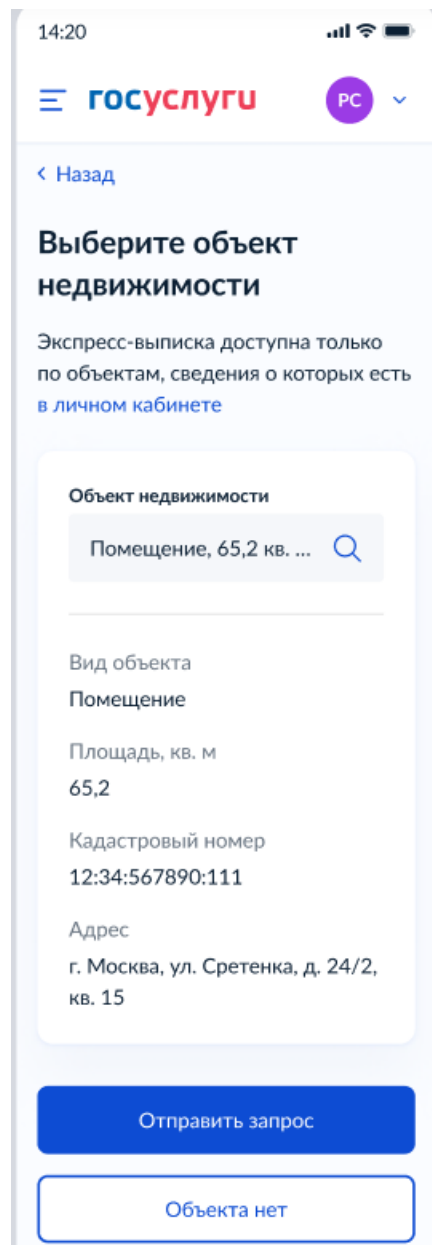 14:20
госуслуги
РС
Назад
Выберите объект
недвижимости
Экспресс-выписка доступна только
по объектам, сведения о которых есть
в личном кабинете
Объект недвижимости
Помещение, 65,2 кв. ...
Вид объекта
Помещение
Площадь, кв. м
65,2
Кадастровый номер
12:34:567890:111
Адрес
г. Москва, ул. Сретенка, д. 24/2,
кв. 15
Отправить запрос
Объекта нет